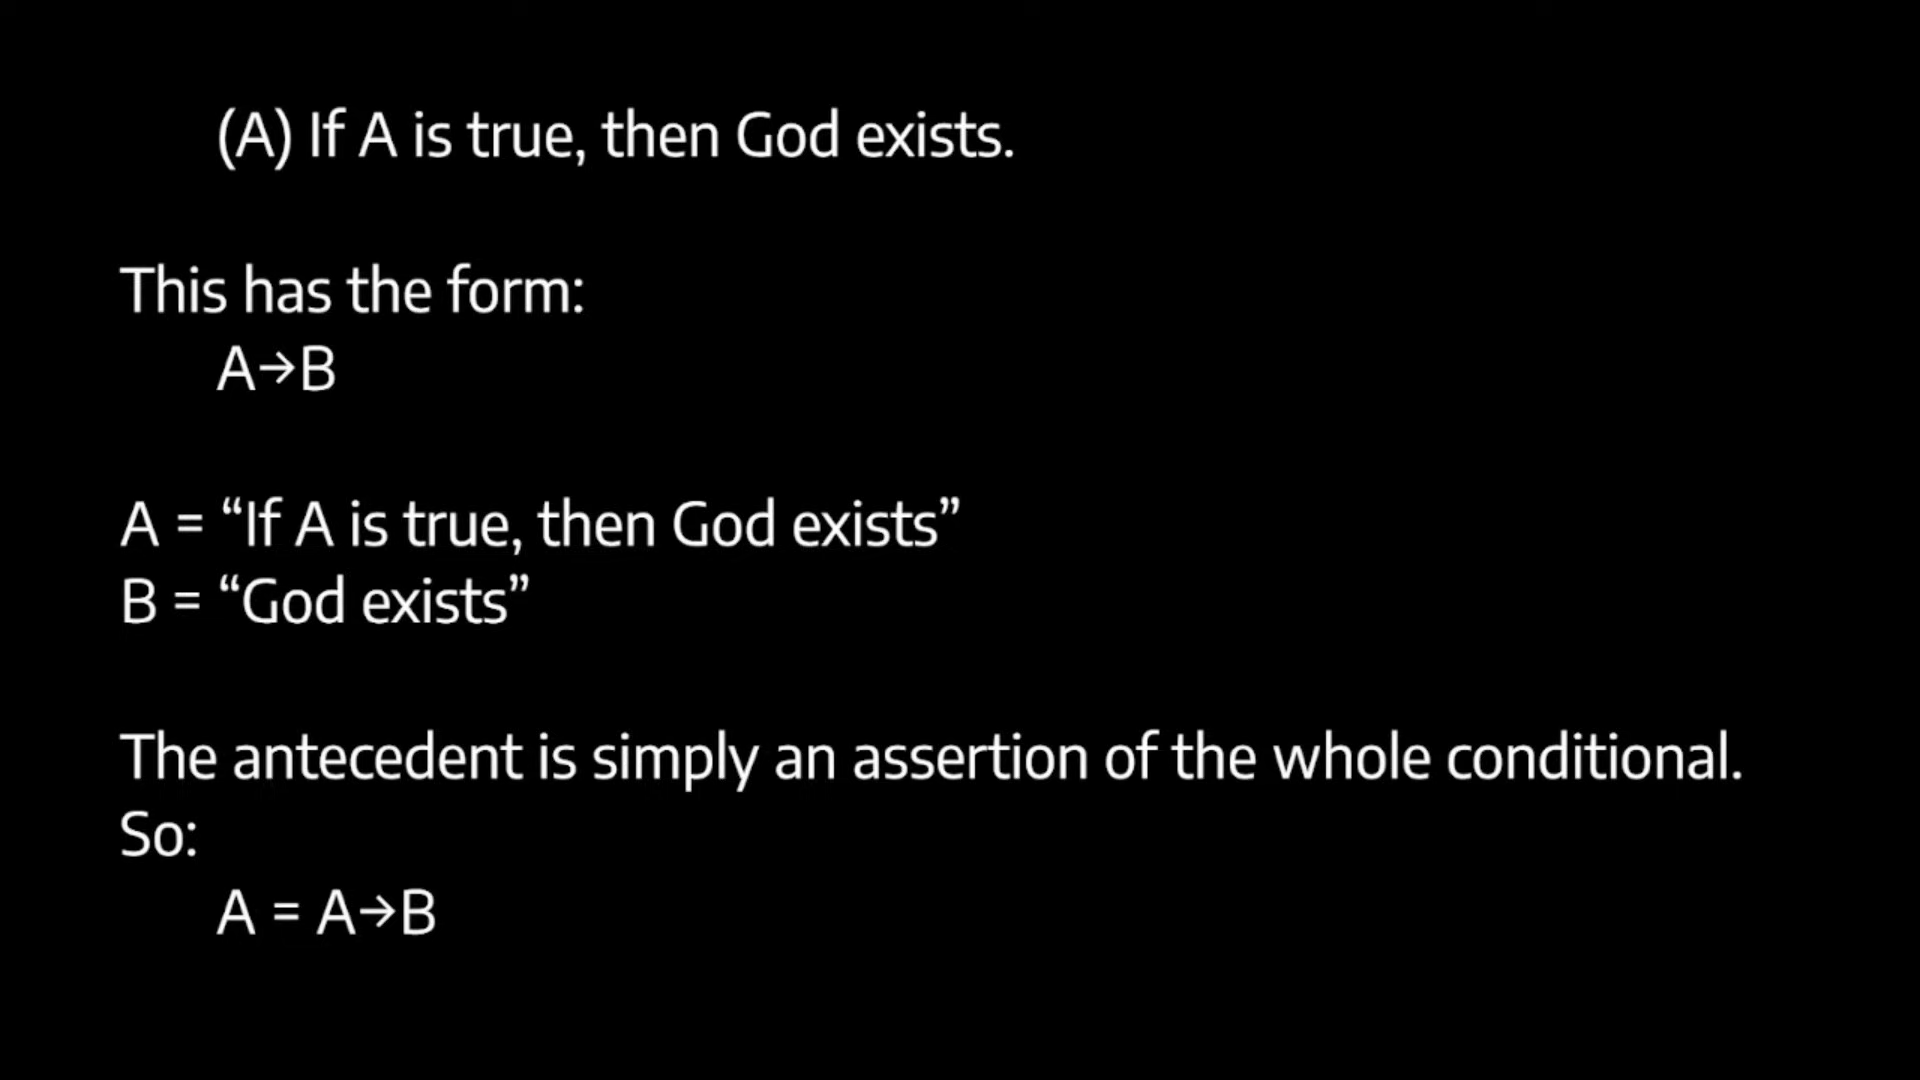 (A) If A is true, then God exists.
This has the form:
A→B
A = “If A is true, then God exists”
B = “God exists”
The antecedent is simply an assertion of the whole conditional.
So:
A = A→B